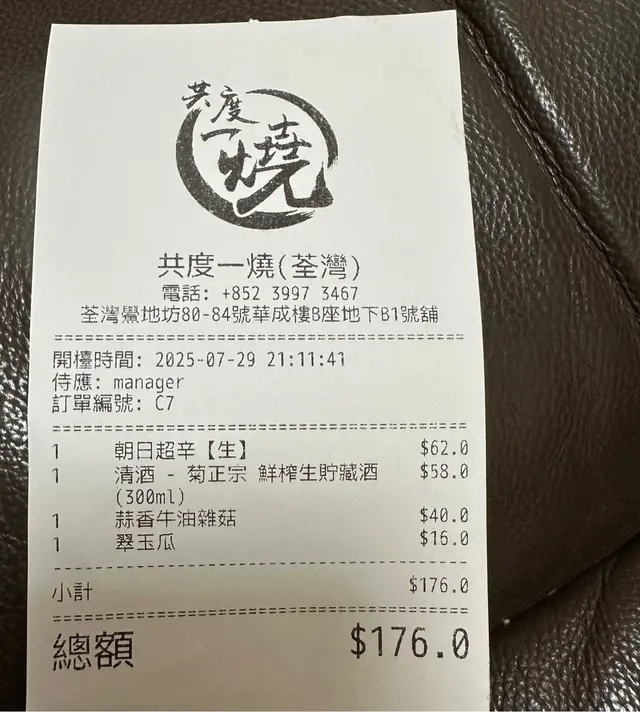 共度
一燒
共度一燒(荃灣)
電話: +852 3997 3467
荃灣鱟地坊80-84號華成樓B座地下B1號舖
開檯時間: 2025-07-29 21:11:41
侍應: manager
訂單編號: C7
1 朝日超辛【生】 $62.0
1 清酒 - 菊正宗 鮮榨生貯藏酒 $58.0
(300ml)
1 蒜香牛油雜菇 $40.0
1 翠玉瓜 $16.0
小計 $176.0
總額 $176.0